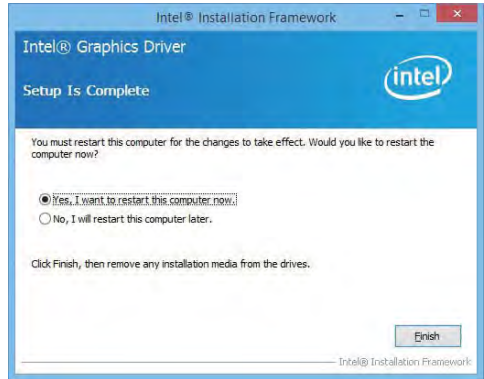 Intel® Installation Framework
Intel® Graphics Driver
Setup Is Complete
intel
You must restart this computer for the changes to take effect. Would you like to restart the
computer now?
Yes, I want to restart this computer now.
No, I will restart this computer later.
Click Finish, then remove any installation media from the drives.
Finish
Intel® Installation Framework